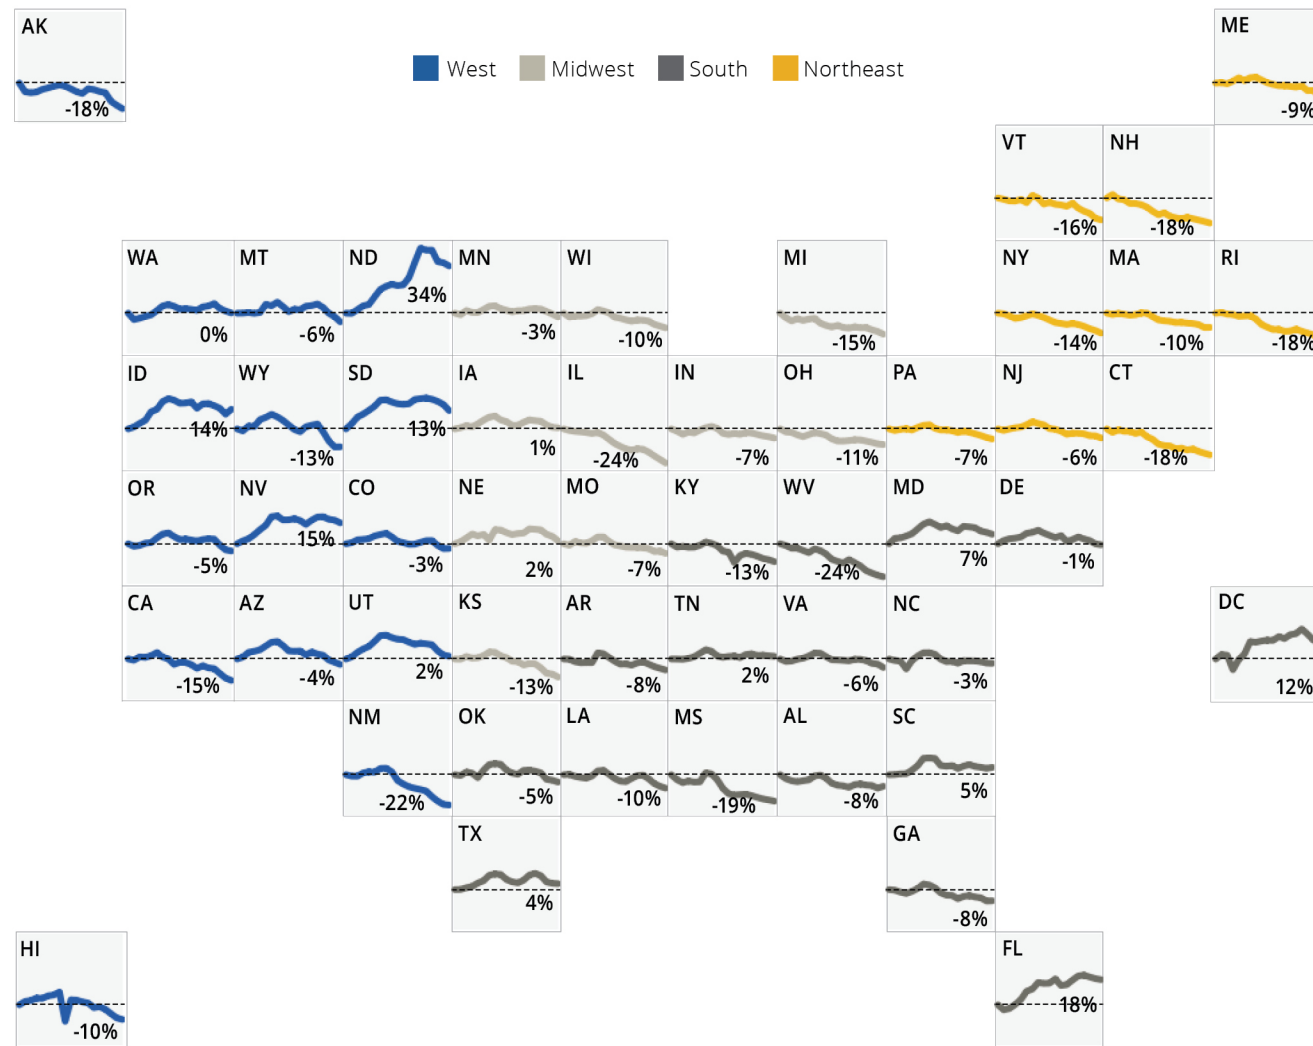 AK
ME
West Midwest South Northeast
-18%
-9%
VT NH
-16% -18%
WA MT ND MN WI MI NY MA RI
34%
0% -6% -3% -10% -15% -14% -10% -18%
ID WY SD IA IL IN OH PA NJ CT
14% -13% 13% 1% -24% -7% -11% -7% -6% -18%
OR NV CO NE MO KY WV MD DE
-5% 15% -3% 2% -7% -13% -24% 7% -1%
CA AZ UT KS AR TN VA NC DC
-15% -4% 2% -13% -8% 2% -6% -3% 12%
NM OK LA MS AL SC
-22% -5% -10% -19% -8% 5%
TX GA
4% -8%
HI FL
-10% 18%